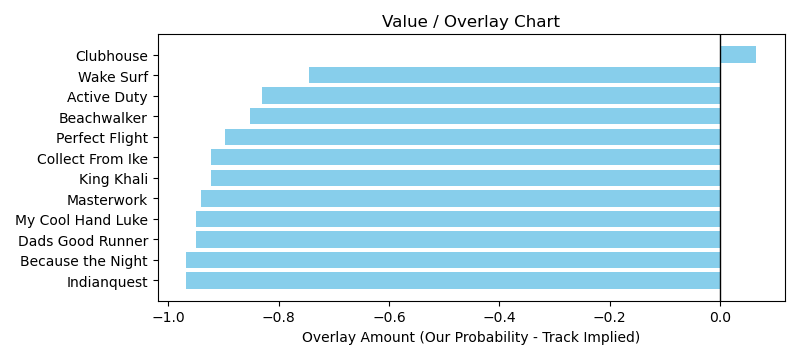 Value / Overlay Chart
Clubhouse
Wake Surf
Active Duty
Beachwalker
Perfect Flight
Collect From Ike
King Khali
Masterwork
My Cool Hand Luke
Dads Good Runner
Because the Night
Indianquest
−1.0 −0.8 −0.6 −0.4 −0.2 0.0
Overlay Amount (Our Probability - Track Implied)